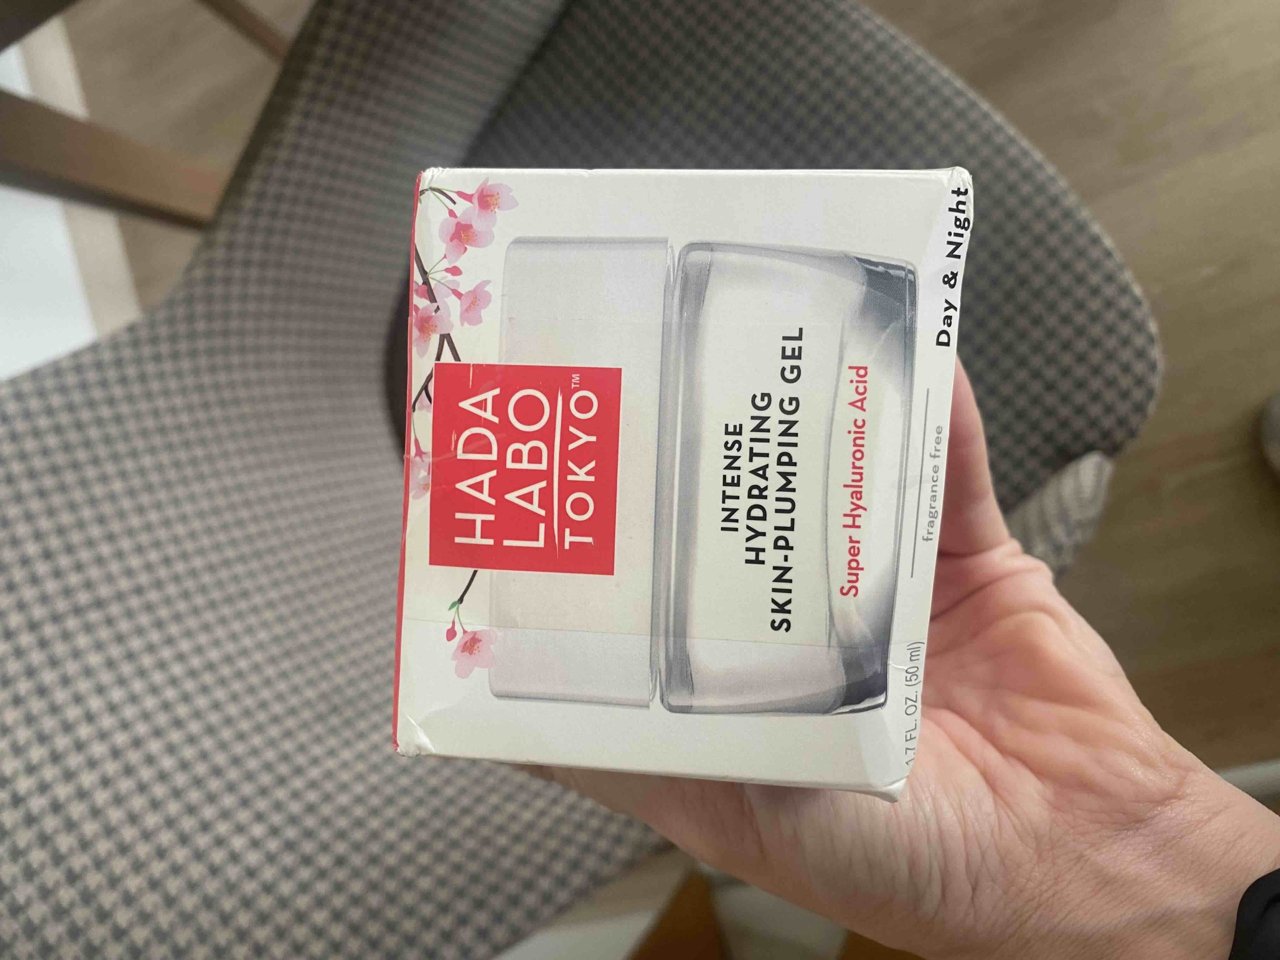 HADA
LABO
TOKYO™
INTENSE
HYDRATING
SKIN-PLUMPING GEL
Super Hyaluronic Acid
fragrance free
1.7 FL. OZ. (50 ml)
Day & Night